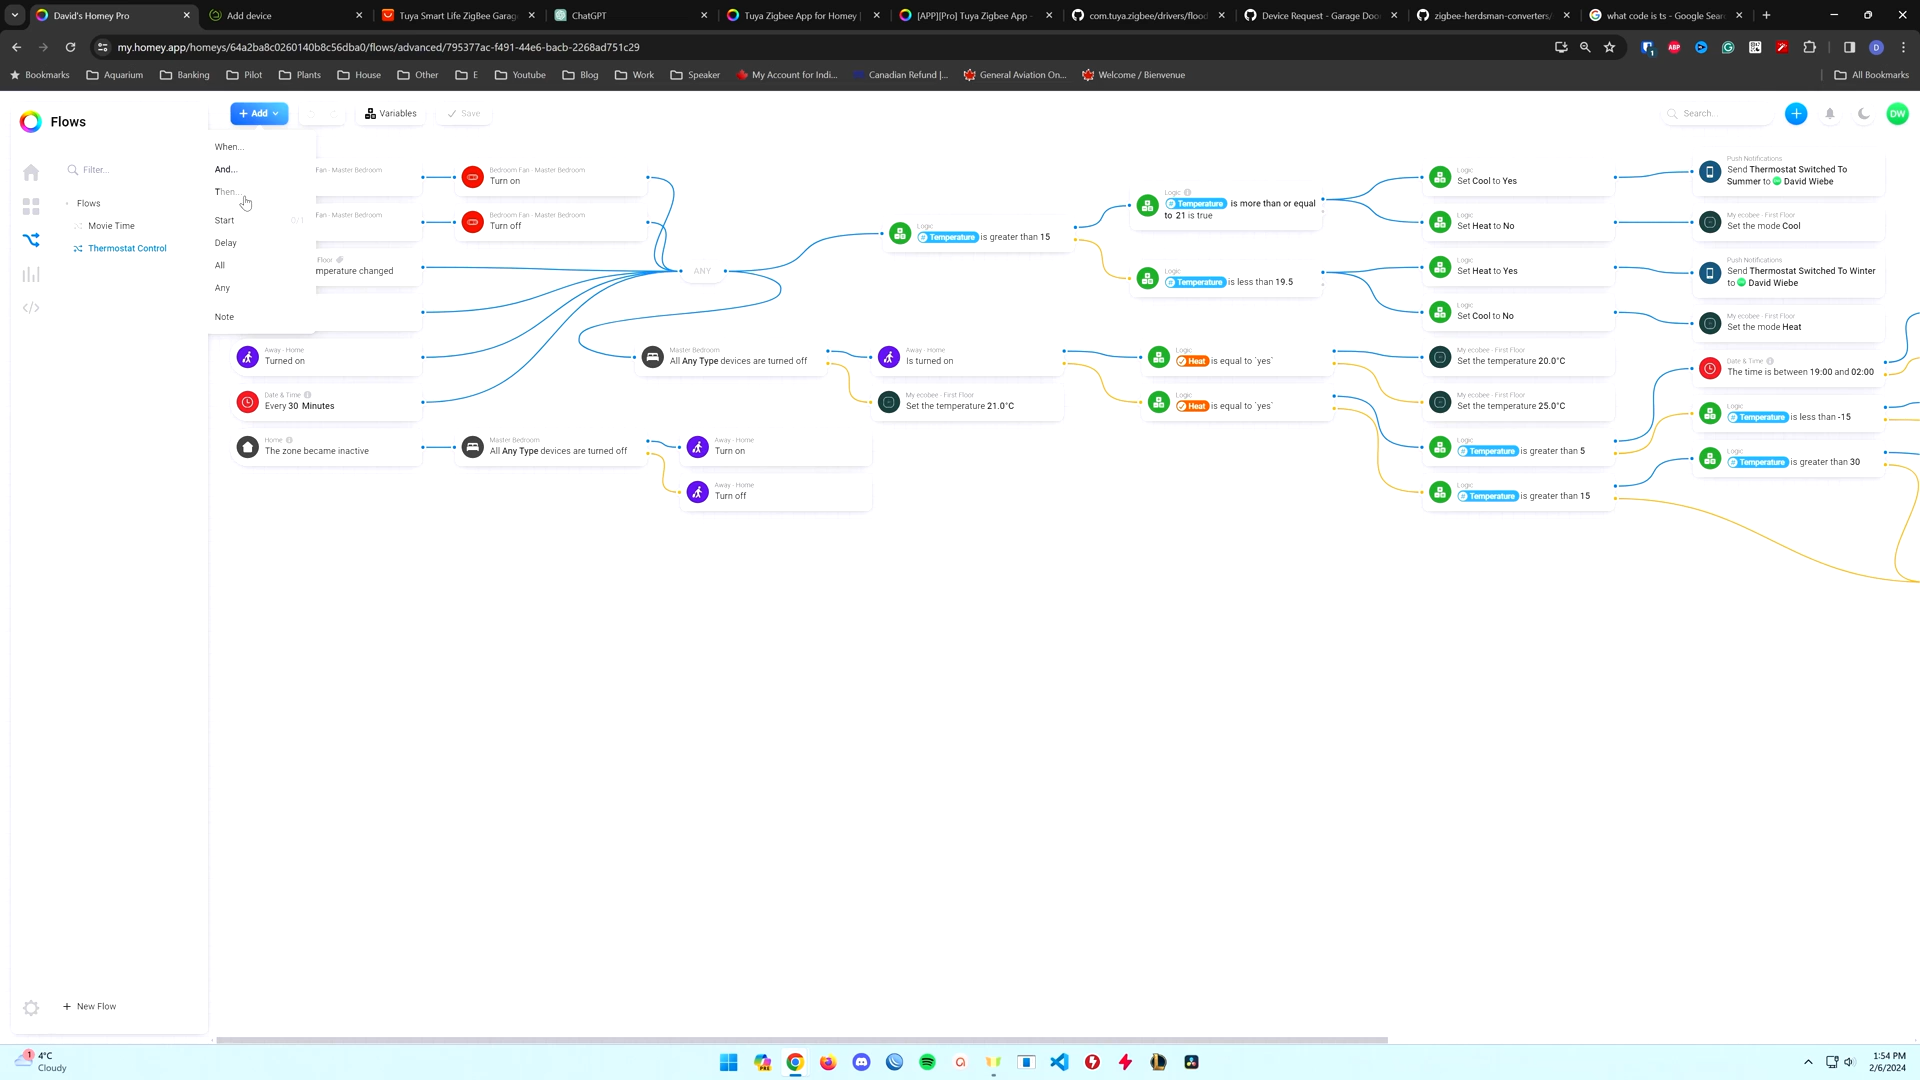 David's Homey Pro
Add device
Tuya Smart Life ZigBee Garag
ChatGPT
Tuya Zigbee App for Homey |
[APP][Pro] Tuya Zigbee App -
com.tuya.zigbee/drivers/flood
Device Request - Garage Doo
zigbee-herdsman-converters/
what code is ts - Google Sear
my.homey.app/homeys/64a2ba8c0260140b8c56dba0/flows/advanced/795377ac-f491-44e6-bacb-2268ad751c29
Bookmarks
Aquarium
Banking
Pilot
Plants
House
Other
E
Youtube
Blog
Work
Speaker
My Account for Indi...
Canadian Refund |...
General Aviation On...
Welcome / Bienvenue
All Bookmarks
Flows
+ Add
Variables
Save
Search...
DW
Filter...
Flows
Movie Time
Thermostat Control
When...
And...
Then...
Start 0/1
Delay
All
Any
Note
Fan - Master Bedroom
Fan - Master Bedroom
Floor
mperature changed
Bedroom Fan - Master Bedroom
Turn on
Bedroom Fan - Master Bedroom
Turn off
ANY
Away - Home
Turned on
Date & Time
Every 30 Minutes
Home
The zone became inactive
Master Bedroom
All Any Type devices are turned off
Away - Home
Turn on
Away - Home
Turn off
Master Bedroom
All Any Type devices are turned off
Away - Home
Is turned on
My ecobee - First Floor
Set the temperature 21.0°C
Logic
Temperature is greater than 15
Logic
Temperature is more than or equal
to 21 is true
Logic
Temperature is less than 19.5
Logic
Heat is equal to `yes`
Logic
Heat is equal to `yes`
Logic
Set Cool to Yes
Logic
Set Heat to No
Logic
Set Heat to Yes
Logic
Set Cool to No
My ecobee - First Floor
Set the temperature 20.0°C
My ecobee - First Floor
Set the temperature 25.0°C
Logic
Temperature is greater than 5
Logic
Temperature is greater than 15
Push Notifications
Send Thermostat Switched To
Summer to David Wiebe
My ecobee - First Floor
Set the mode Cool
Push Notifications
Send Thermostat Switched To Winter
to David Wiebe
My ecobee - First Floor
Set the mode Heat
Date & Time
The time is between 19:00 and 02:00
Logic
Temperature is less than -15
Logic
Temperature is greater than 30
+ New Flow
1
4°C
Cloudy
1:54 PM
2/6/2024